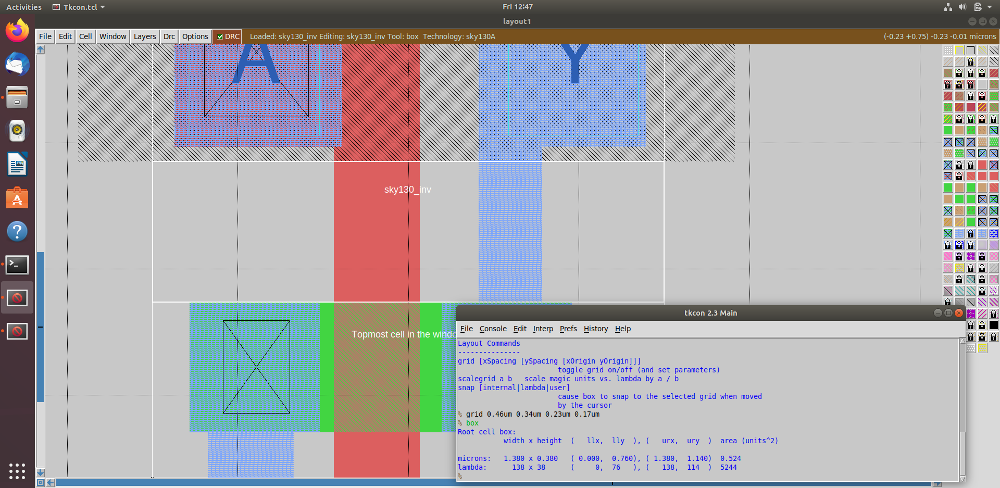 Activities Tkcon.tcl Fri 12:47
layout1
File Edit Cell Window Layers Drc Options DRC Loaded: sky130_inv Editing: sky130_inv Tool: box Technology: sky130A (-0.23 +0.75) -0.23 -0.01 microns
A Y
sky130_inv
Topmost cell in the windo
tkcon 2.3 Main
File Console Edit Interp Prefs History Help
Layout Commands
---------------
grid [xSpacing [ySpacing [xOrigin yOrigin]]]
toggle grid on/off (and set parameters)
scalegrid a b scale magic units vs. lambda by a / b
snap [internal|lambda|user]
cause box to snap to the selected grid when moved
by the cursor
% grid 0.46um 0.34um 0.23um 0.17um
% box
Root cell box:
width x height ( llx, lly ), ( urx, ury ) area (units^2)
microns: 1.380 x 0.380 ( 0.000, 0.760), ( 1.380, 1.140) 0.524
lambda: 138 x 38 ( 0, 76 ), ( 138, 114 ) 5244
%